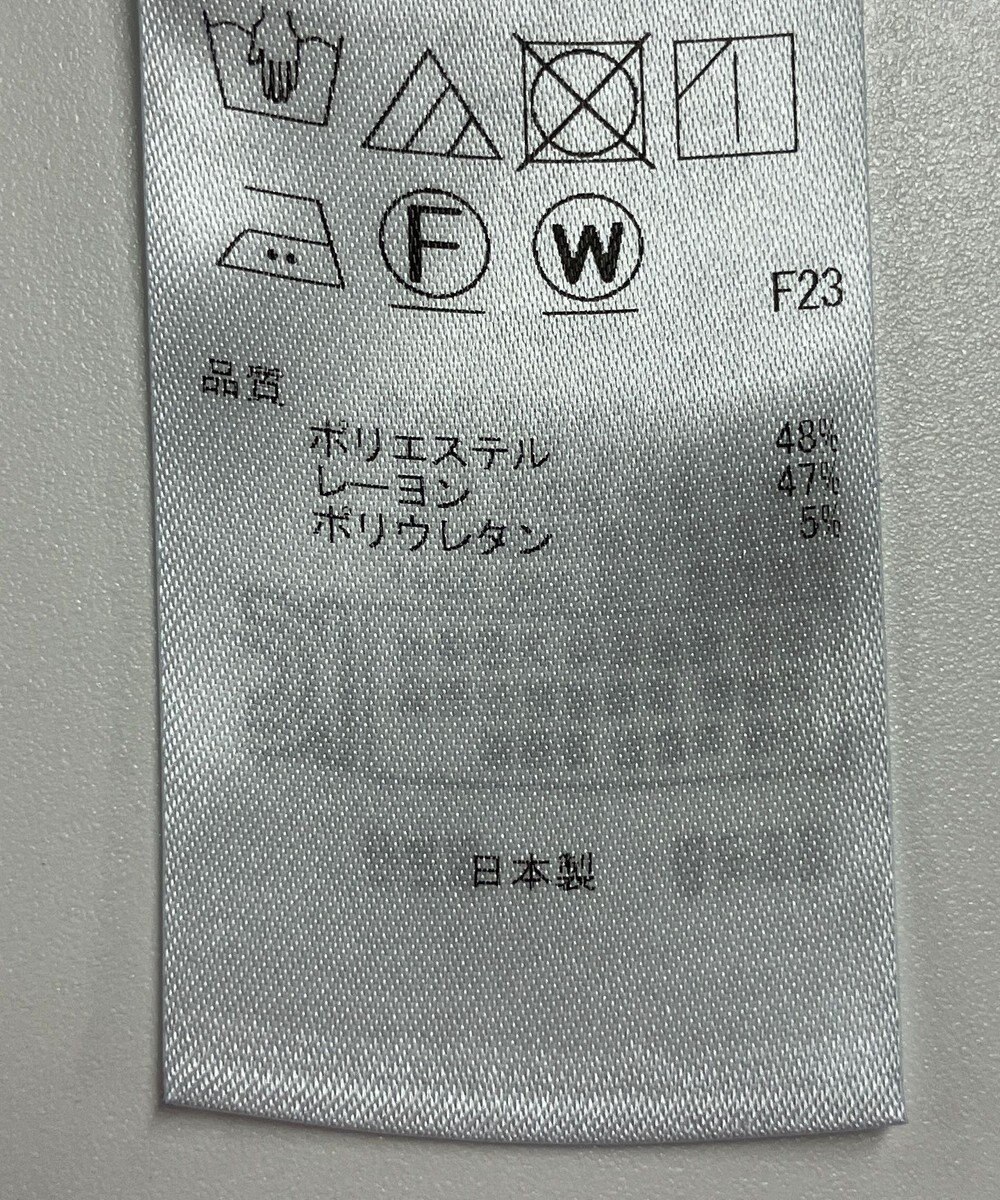 F W
F23
品質
ポリエステル 48%
レーヨン 47%
ポリウレタン 5%
日本製